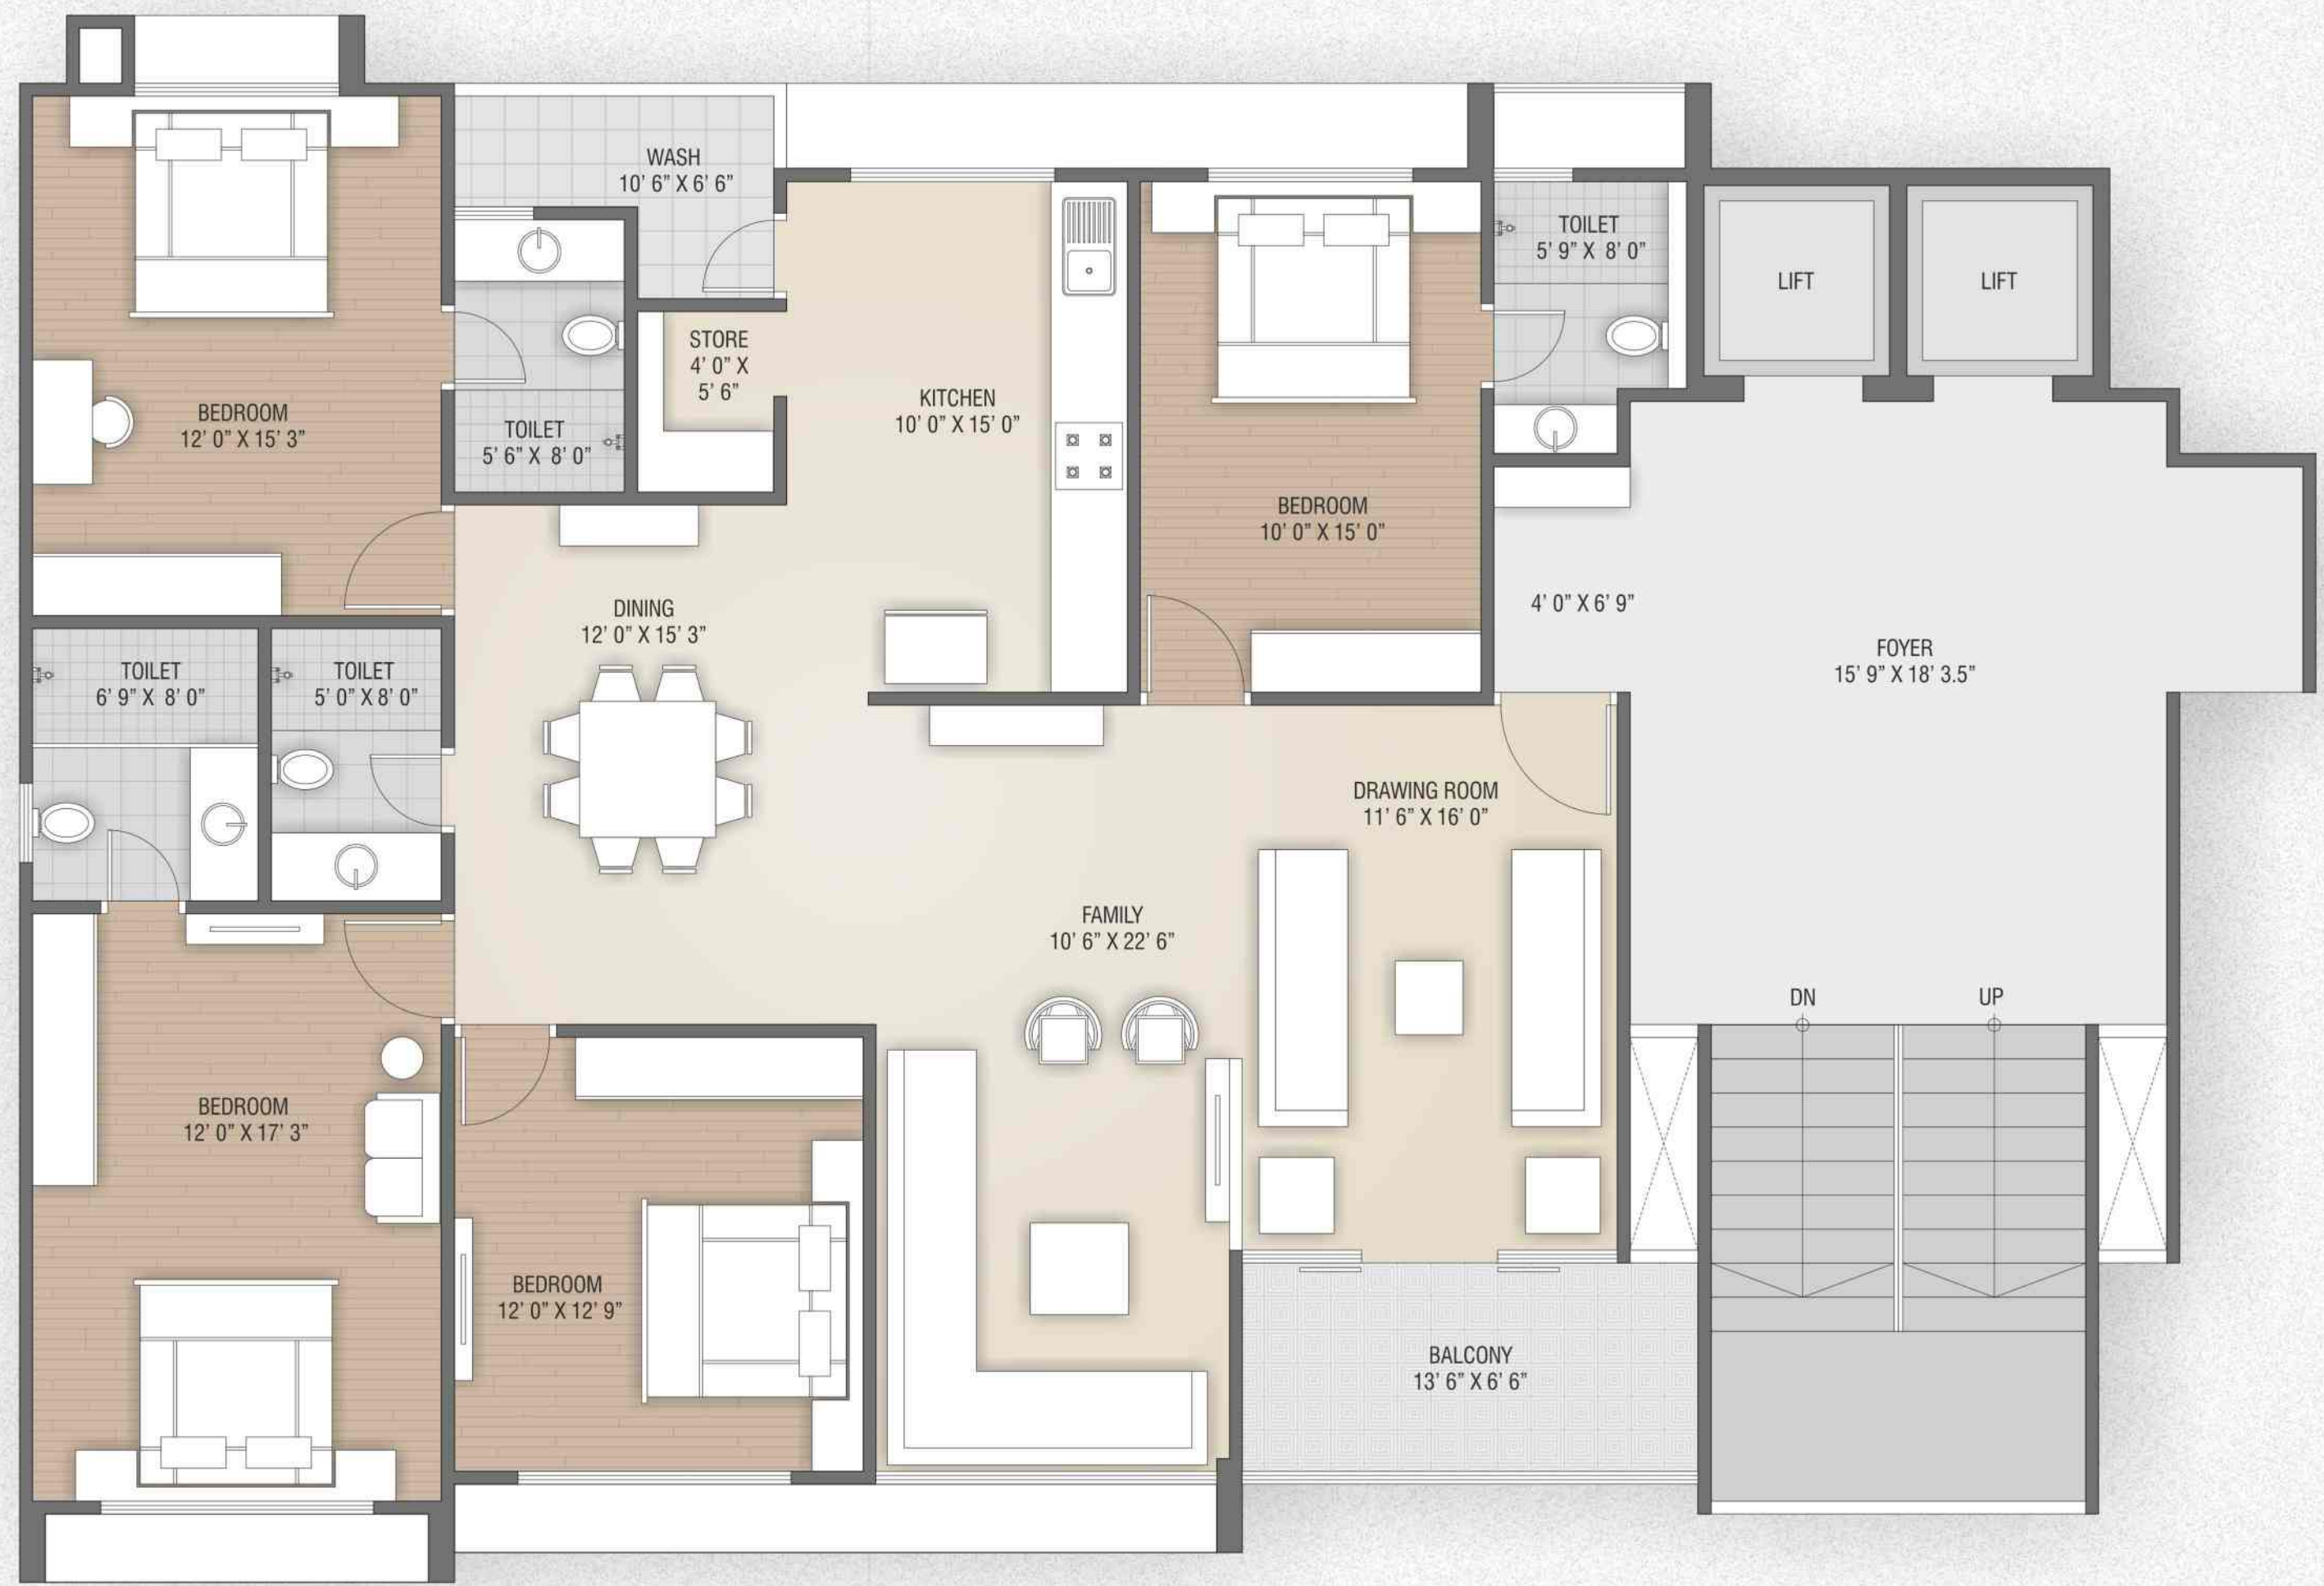 WASH
10' 6” X 6' 6”
TOILET
5' 9” X 8' 0”
LIFT
LIFT
STORE
4' 0” X
5' 6”
BEDROOM
12' 0” X 15' 3”
TOILET
5' 6” X 8' 0”
KITCHEN
10' 0” X 15' 0”
BEDROOM
10' 0” X 15' 0”
DINING
12' 0” X 15' 3”
4' 0” X 6' 9”
FOYER
15' 9” X 18' 3.5”
TOILET
6' 9” X 8' 0”
TOILET
5' 0” X 8' 0”
DRAWING ROOM
11' 6” X 16' 0”
FAMILY
10' 6” X 22' 6”
DN
UP
BEDROOM
12' 0” X 17' 3”
BEDROOM
12' 0” X 12' 9”
BALCONY
13' 6” X 6' 6”